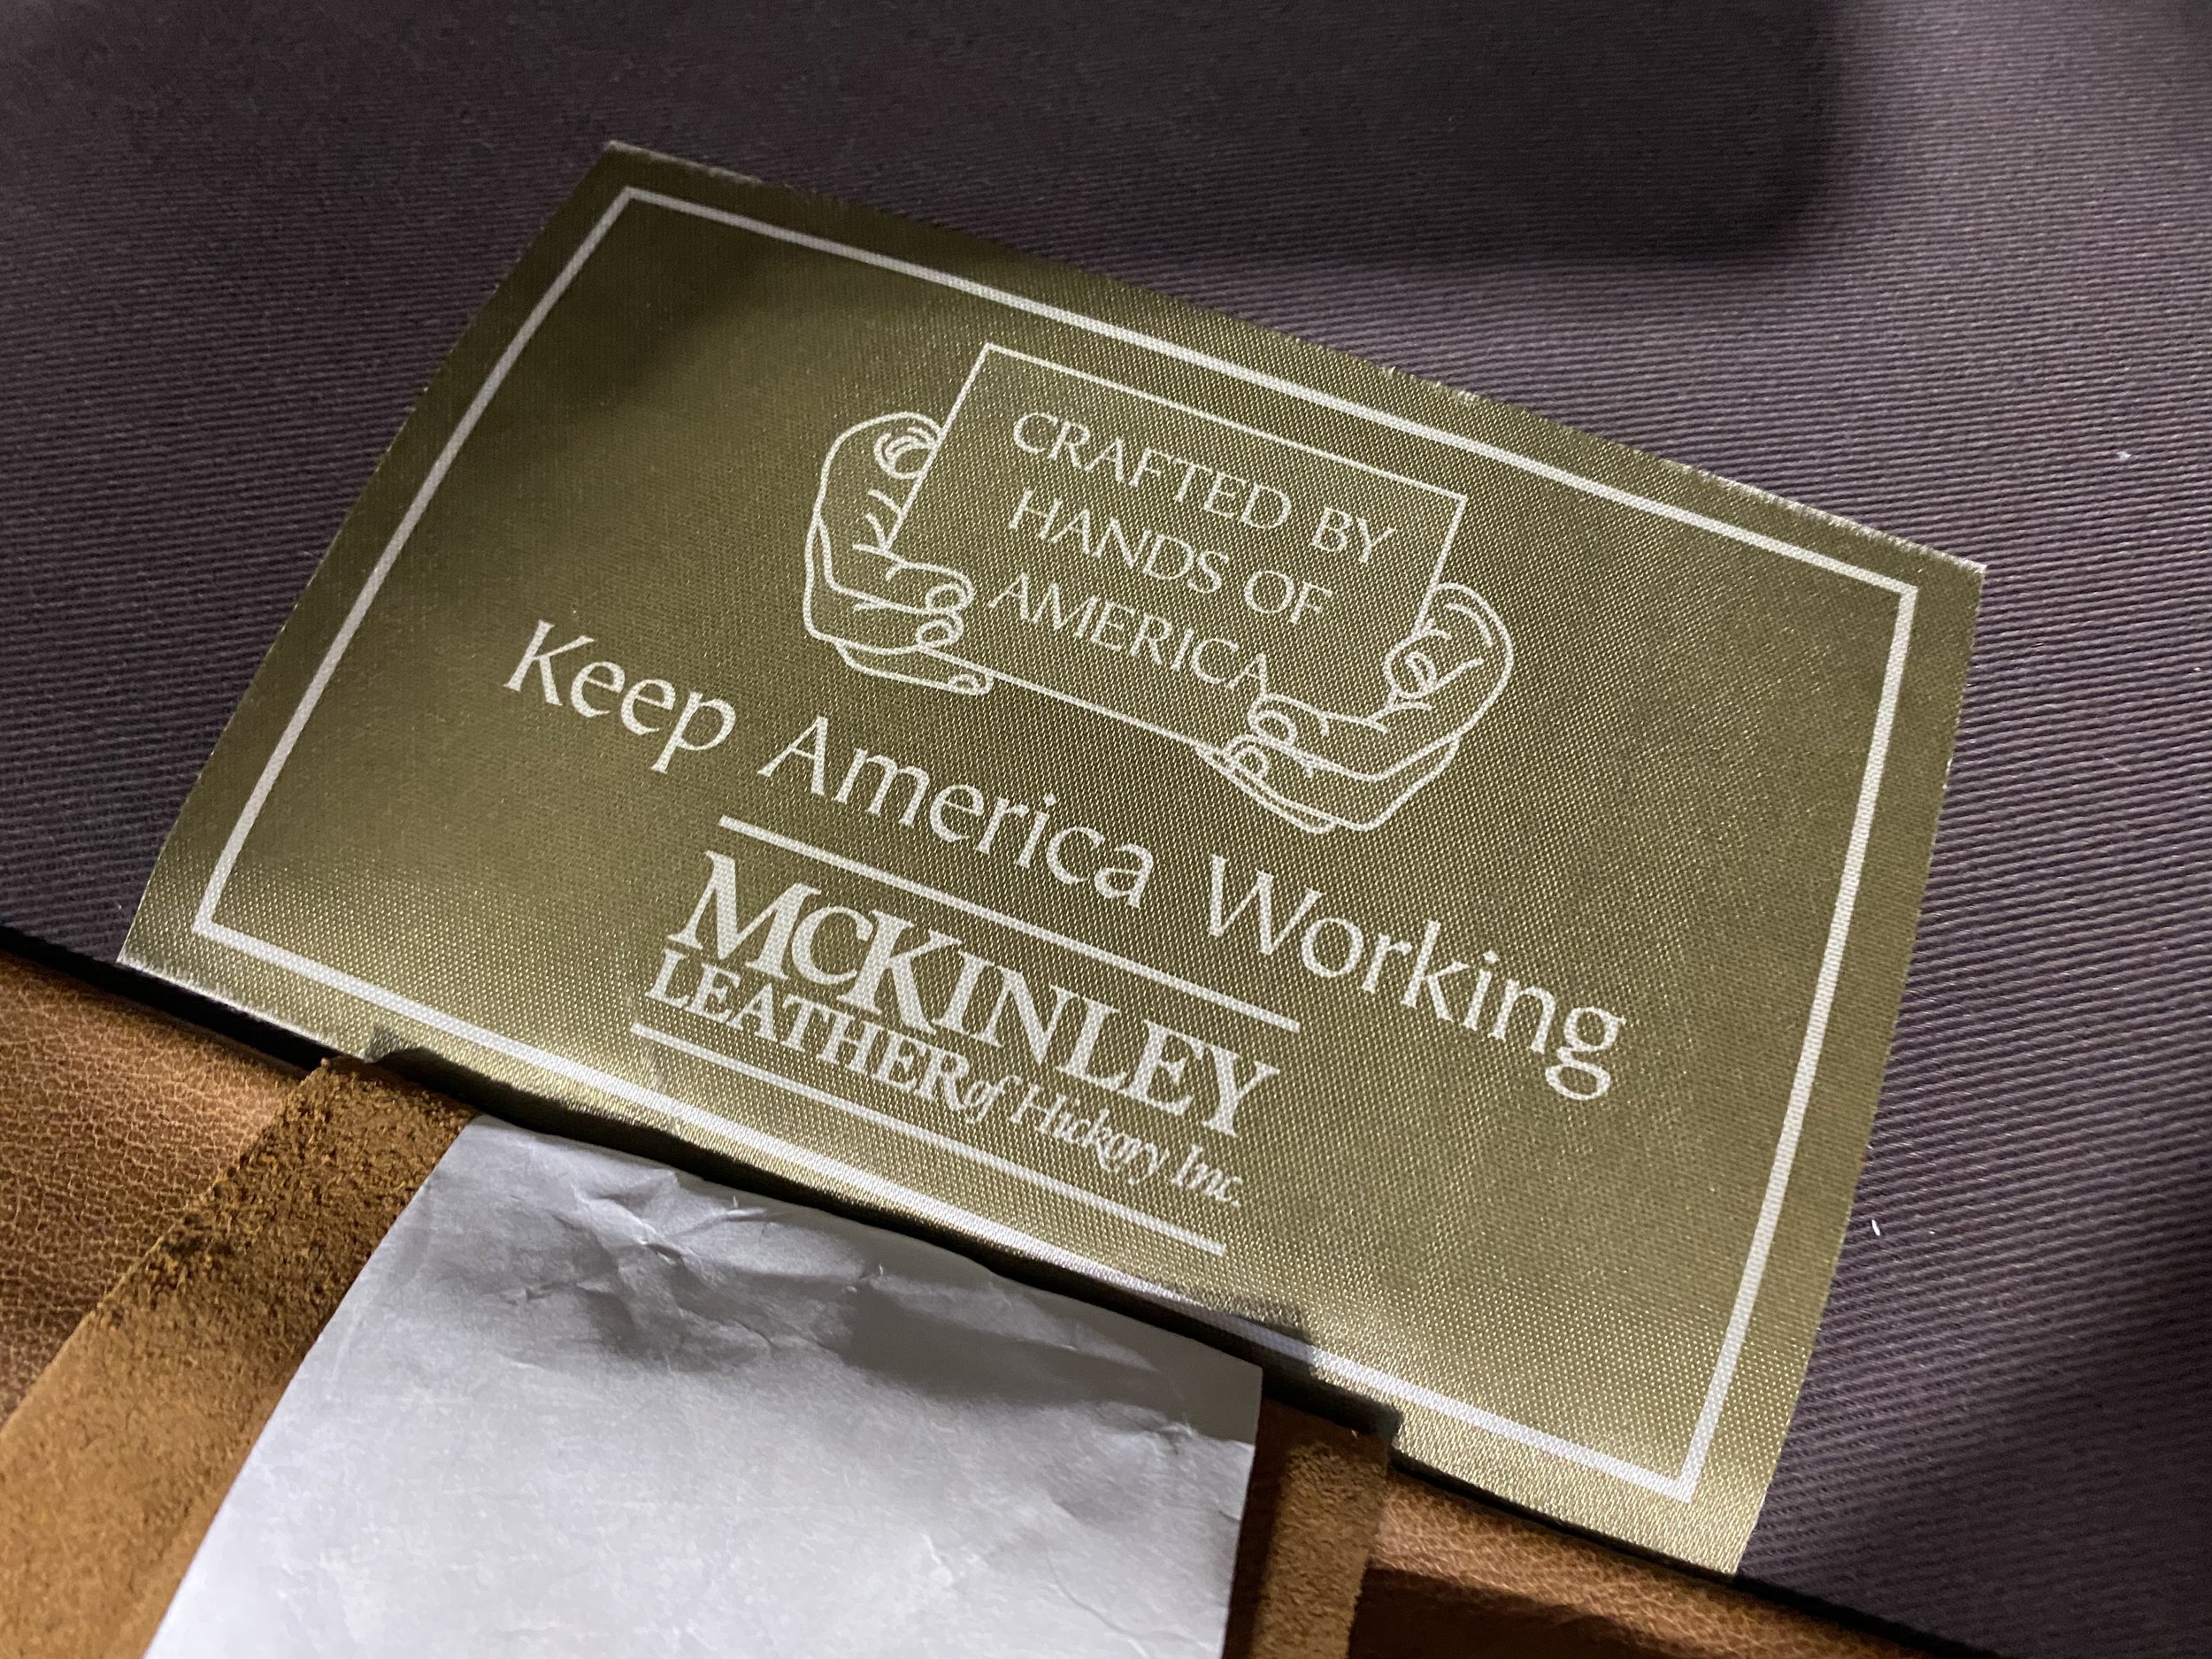 CRAFTED BY
HANDS OF
AMERICA
Keep America Working
MCKINLEY
LEATHER of Hickory Inc.